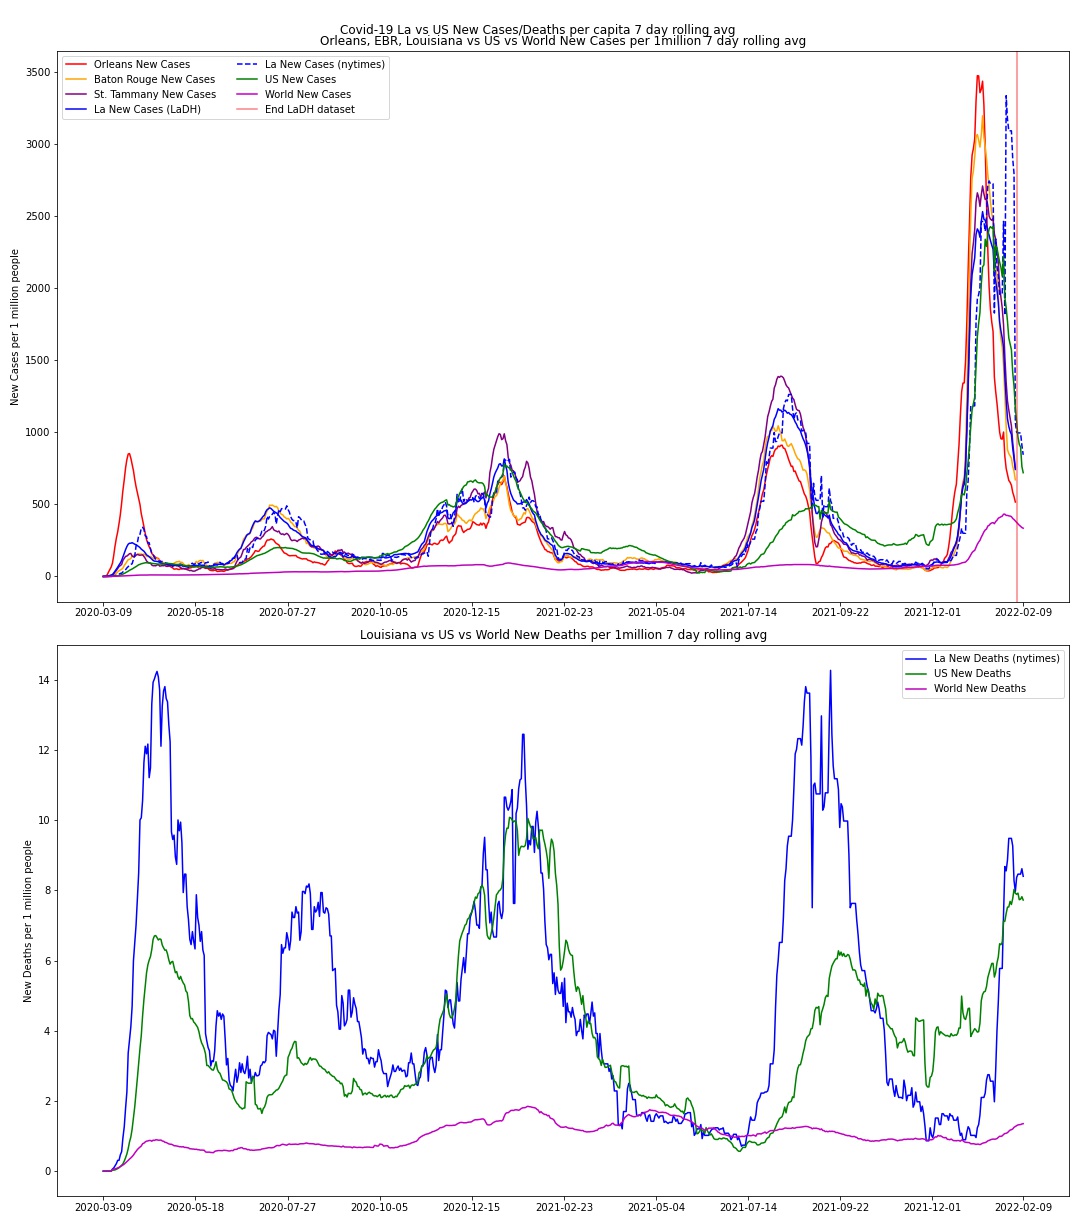 Covid-19 La vs US New Cases/Deaths per capita 7 day rolling avg
Orleans, EBR, Louisiana vs US vs World New Cases per 1million 7 day rolling avg
Orleans New Cases
Baton Rouge New Cases
St. Tammany New Cases
La New Cases (LaDH)
La New Cases (nytimes)
US New Cases
World New Cases
End LaDH dataset
New Cases per 1 million people
3500
3000
2500
2000
1500
1000
500
0
2020-03-09 2020-05-18 2020-07-27 2020-10-05 2020-12-15 2021-02-23 2021-05-04 2021-07-14 2021-09-22 2021-12-01 2022-02-09
Louisiana vs US vs World New Deaths per 1million 7 day rolling avg
La New Deaths (nytimes)
US New Deaths
World New Deaths
New Deaths per 1 million people
14
12
10
8
6
4
2
0
2020-03-09 2020-05-18 2020-07-27 2020-10-05 2020-12-15 2021-02-23 2021-05-04 2021-07-14 2021-09-22 2021-12-01 2022-02-09